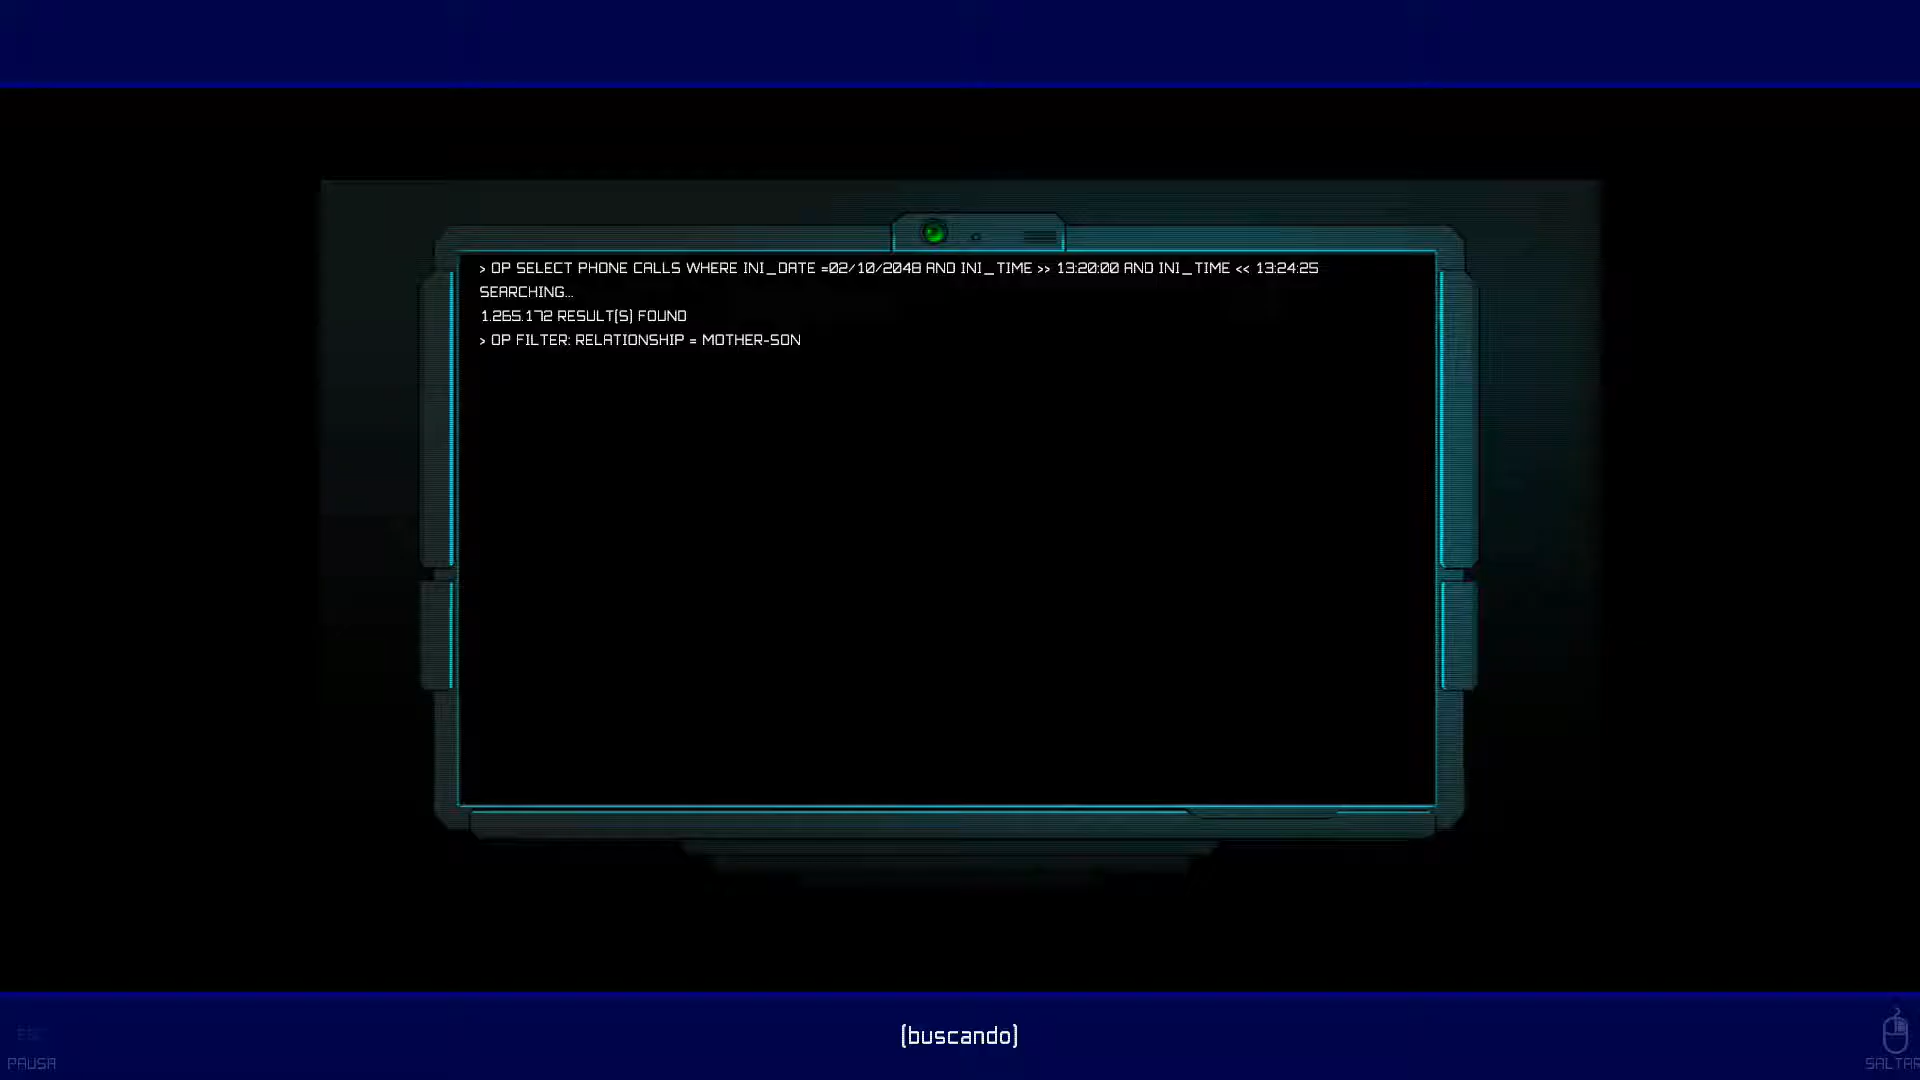 > OP SELECT PHONE CALLS WHERE INI_DATE =02/10/2048 AND INI_TIME >> 13:20:00 AND INI_TIME << 13:24:25
SEARCHING...
1.265.172 RESULT(S) FOUND
> OP FILTER: RELATIONSHIP = MOTHER-SON
(buscando)
ESC
PAUSA
SALTAR